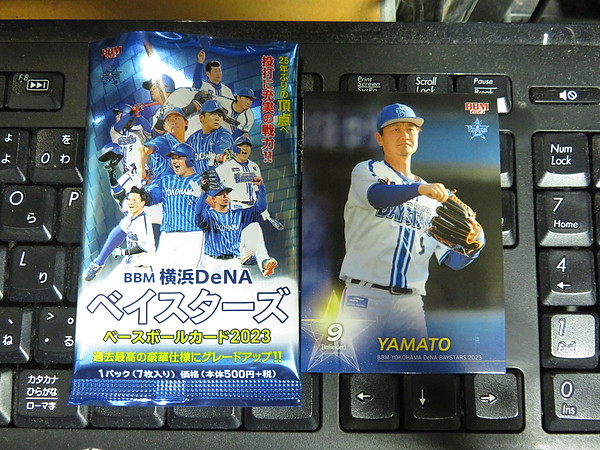 BBM
25年ぶりの頂点へ
投打に充実の戦力!!
YOKOHAMA
BBM 横浜DeNA
ベイスターズ
ベースボールカード2023
過去最高の豪華仕様にグレードアップ!!
1パック(7枚入り) 価格(本体500円+税)
BBM
2023
BAYSTARS
9
[Infielder]
YAMATO
BBM YOKOHAMA DeNA BAYSTARS 2023
F8
Print
Screen
SysRq
Scroll
Lock
Pause
Break
Num
Lock
7
Home
4
1
End
0
Ins
よ
を
O
ら
P
L
り
ね
る
カタカナ
ひらがな
ローマ字